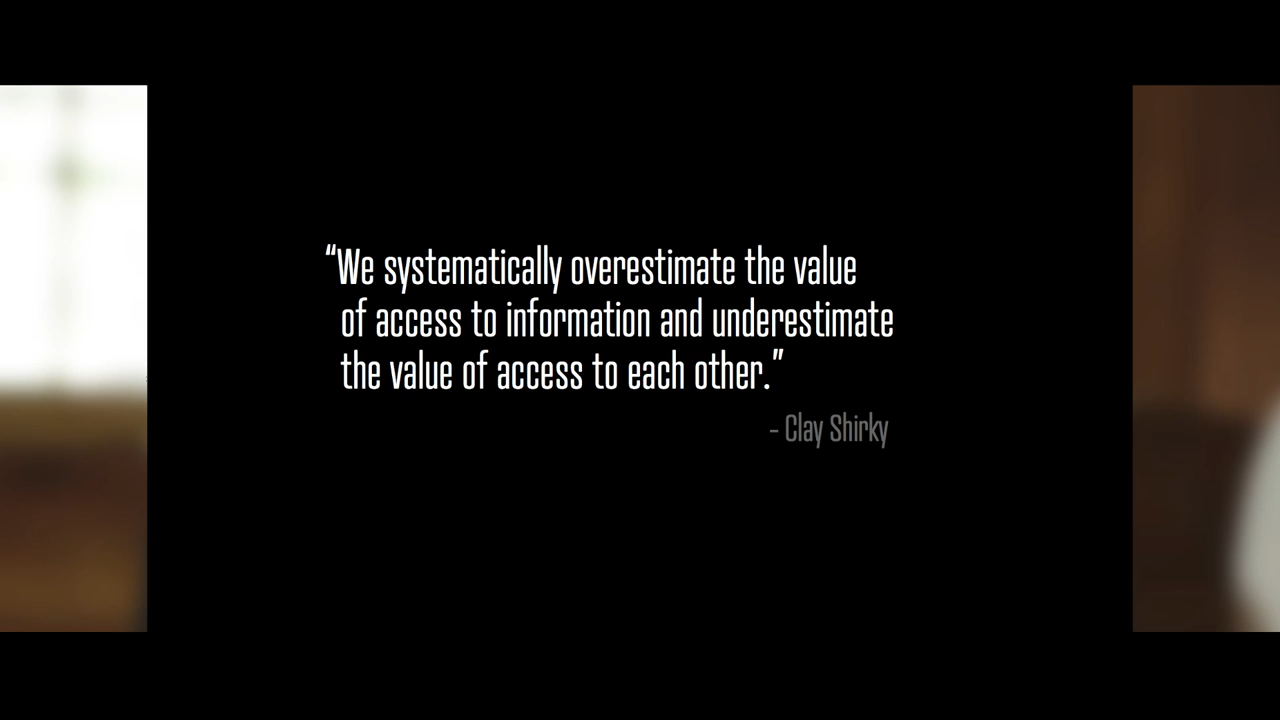 “We systematically overestimate the value
of access to information and underestimate
the value of access to each other.”
- Clay Shirky